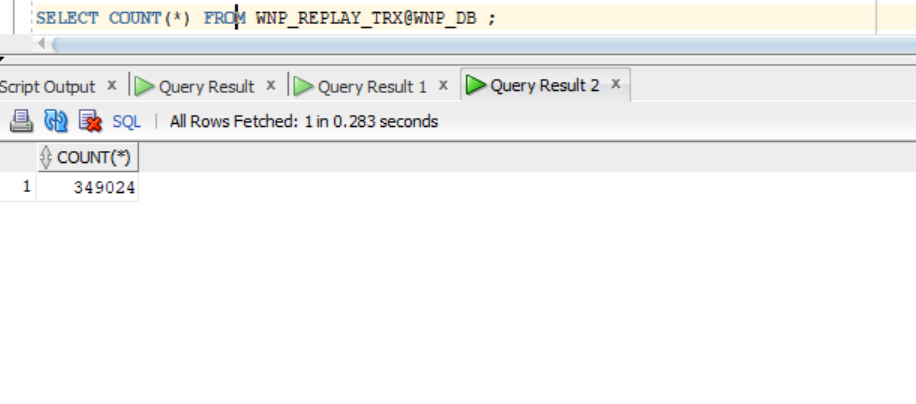 SELECT COUNT(*) FROM WNP_REPLAY_TRX@WNP_DB ;
Script Output x Query Result x Query Result 1 x Query Result 2 x
SQL | All Rows Fetched: 1 in 0.283 seconds
COUNT(*)
1 349024